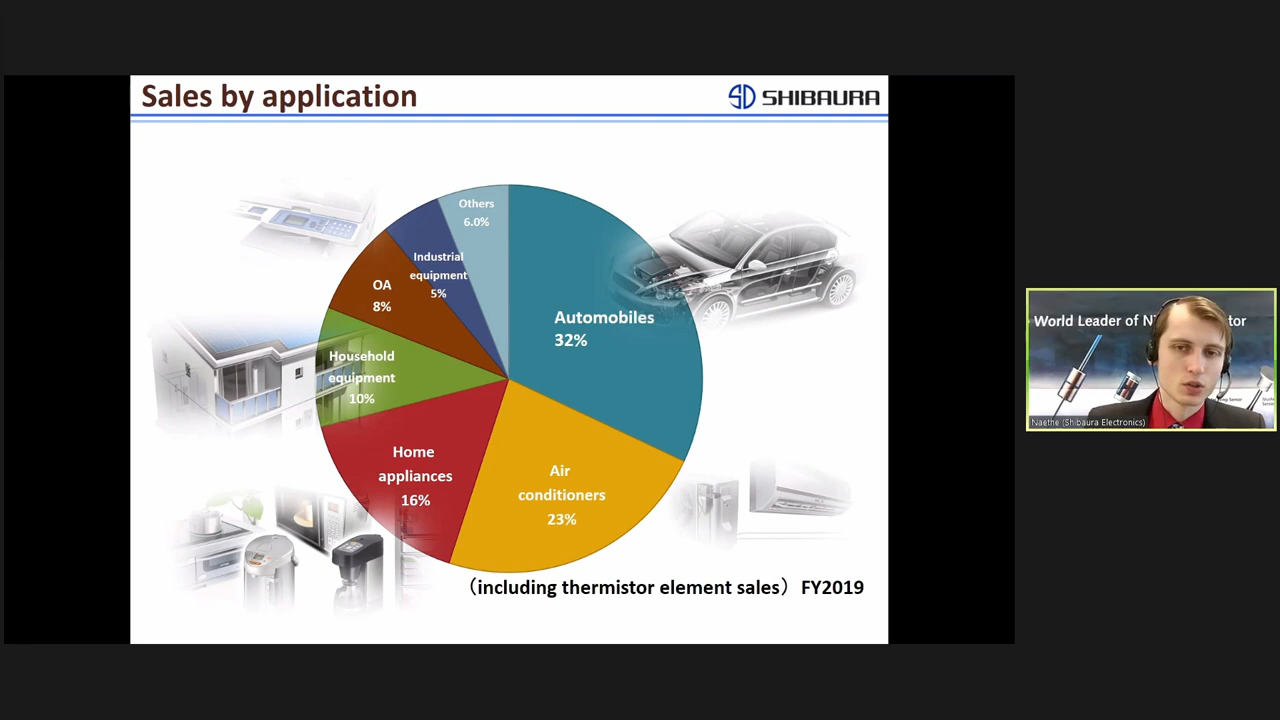 Sales by application
SHIBAURA
Others
6.0%
Industrial
equipment
5%
OA
8%
Automobiles
32%
Household
equipment
10%
Home
appliances
16%
Air
conditioners
23%
（including thermistor element sales） FY2019
World Leader of N
tor
Naethe (Shibaura Electronics)